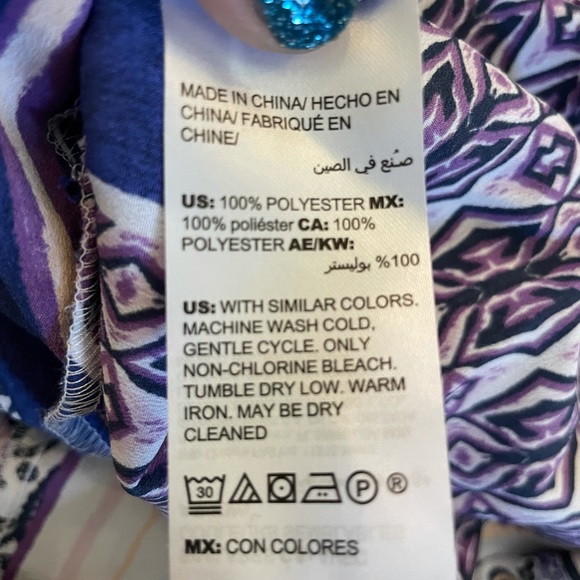 MADE IN CHINA/ HECHO EN
CHINA/ FABRIQUÉ EN
CHINE/
صُنع في الصين
US: 100% POLYESTER MX:
100% poliéster CA: 100%
POLYESTER AE/KW:
100% بوليستر
US: WITH SIMILAR COLORS.
MACHINE WASH COLD,
GENTLE CYCLE. ONLY
NON-CHLORINE BLEACH.
TUMBLE DRY LOW. WARM
IRON. MAY BE DRY
CLEANED
30 P ®
MX: CON COLORES